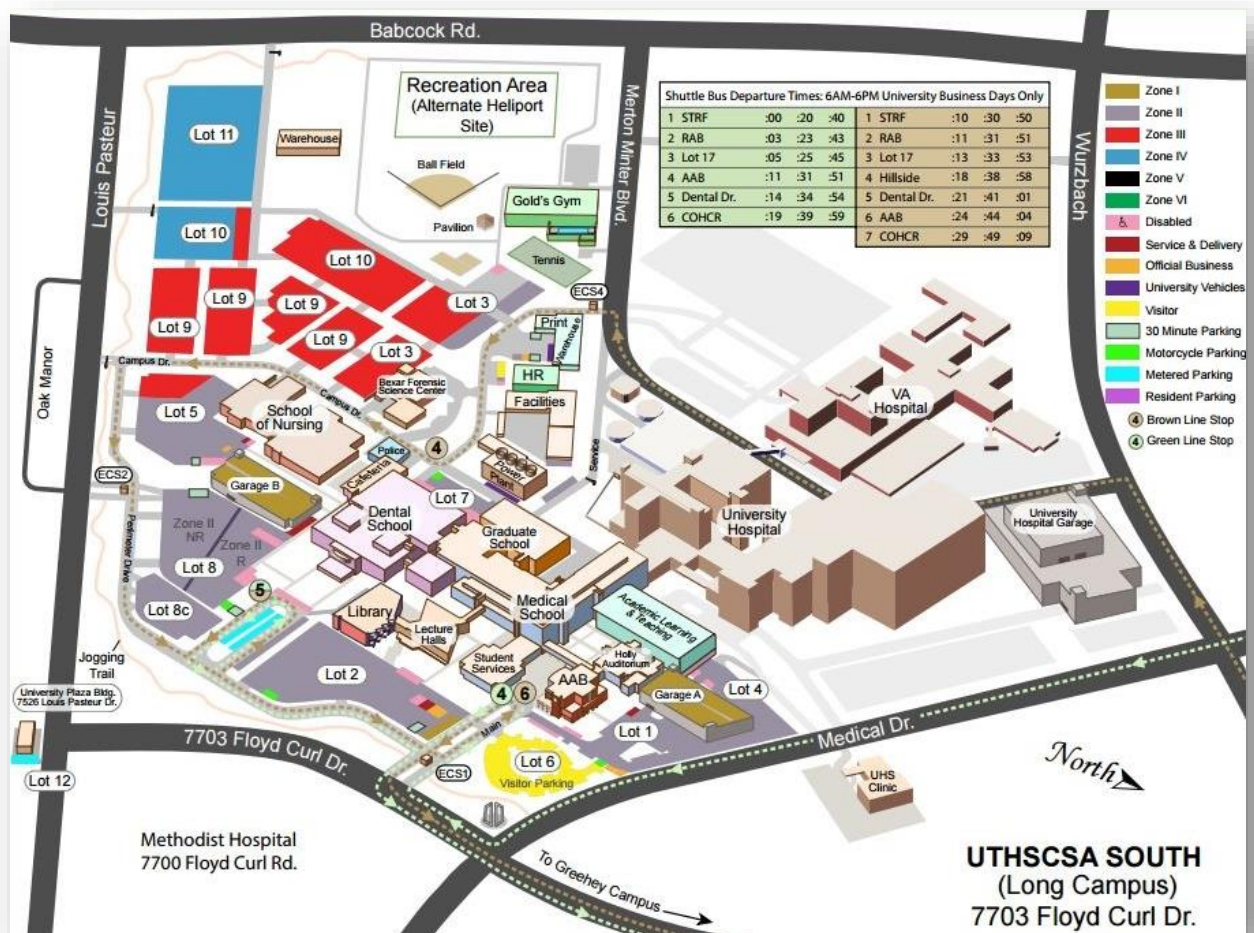 Babcock Rd.
Louis Pasteur
Merton Minter Blvd.
Wurzbach
Recreation Area
(Alternate Heliport
Site)
Lot 11
Warehouse
Ball Field
Pavilion
Gold's Gym
Tennis
Shuttle Bus Departure Times: 6AM-6PM University Business Days Only
1 STRF :00 :20 :40
2 RAB :03 :23 :43
3 Lot 17 :05 :25 :45
4 AAB :11 :31 :51
5 Dental Dr. :14 :34 :54
6 COHCR :19 :39 :59
1 STRF :10 :30 :50
2 RAB :11 :31 :51
3 Lot 17 :13 :33 :53
4 Hillside :18 :38 :58
5 Dental Dr. :21 :41 :01
6 AAB :24 :44 :04
7 COHCR :29 :49 :09
Zone I
Zone II
Zone III
Zone IV
Zone V
Zone VI
Disabled
Service & Delivery
Official Business
University Vehicles
Visitor
30 Minute Parking
Motorcycle Parking
Metered Parking
Resident Parking
4 Brown Line Stop
4 Green Line Stop
Lot 10
Lot 10
Lot 9
Lot 9
Lot 9
Lot 9
Lot 3
Lot 3
ECS4
Print
Warehouse
HR
Facilities
Oak Manor
Campus Dr.
Campus Dr.
Bexar Forensic
Science Center
Lot 5
School
of Nursing
Police
4
Cafeteria
Power
Plant
Service
VA
Hospital
ECS2
Garage B
Dental
School
Lot 7
Graduate
School
University
Hospital
University
Hospital Garage
Perimeter Drive
Zone II
NR
Zone II
R
Lot 8
Lot 8c
5
Library
Lecture
Halls
Medical
School
Academic Learning
& Teaching
Jogging
Trail
Lot 2
Student
Services
Holly
Auditorium
AAB
Garage A
Lot 4
4 6
Main
Lot 1
University Plaza Bldg.
7526 Louis Pasteur Dr.
Lot 12
7703 Floyd Curl Dr.
ECS1
Lot 6
Visitor Parking
Medical Dr.
UHS
Clinic
North
Methodist Hospital
7700 Floyd Curl Rd.
To Greehey Campus
UTHSCSA SOUTH
(Long Campus)
7703 Floyd Curl Dr.